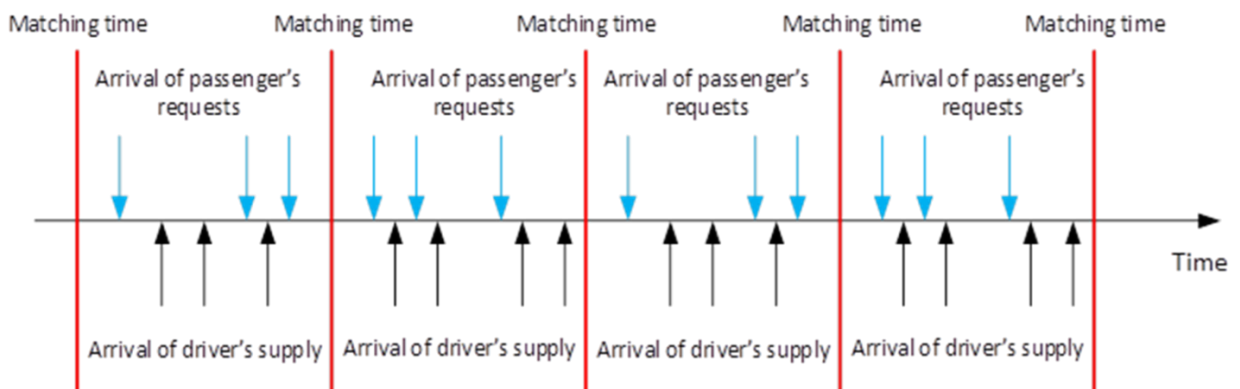 Matching time
Matching time
Matching time
Matching time
Matching time
Arrival of passenger's
requests
Arrival of passenger's
requests
Arrival of passenger's
requests
Arrival of passenger's
requests
Time
Arrival of driver's supply
Arrival of driver's supply
Arrival of driver's supply
Arrival of driver's supply